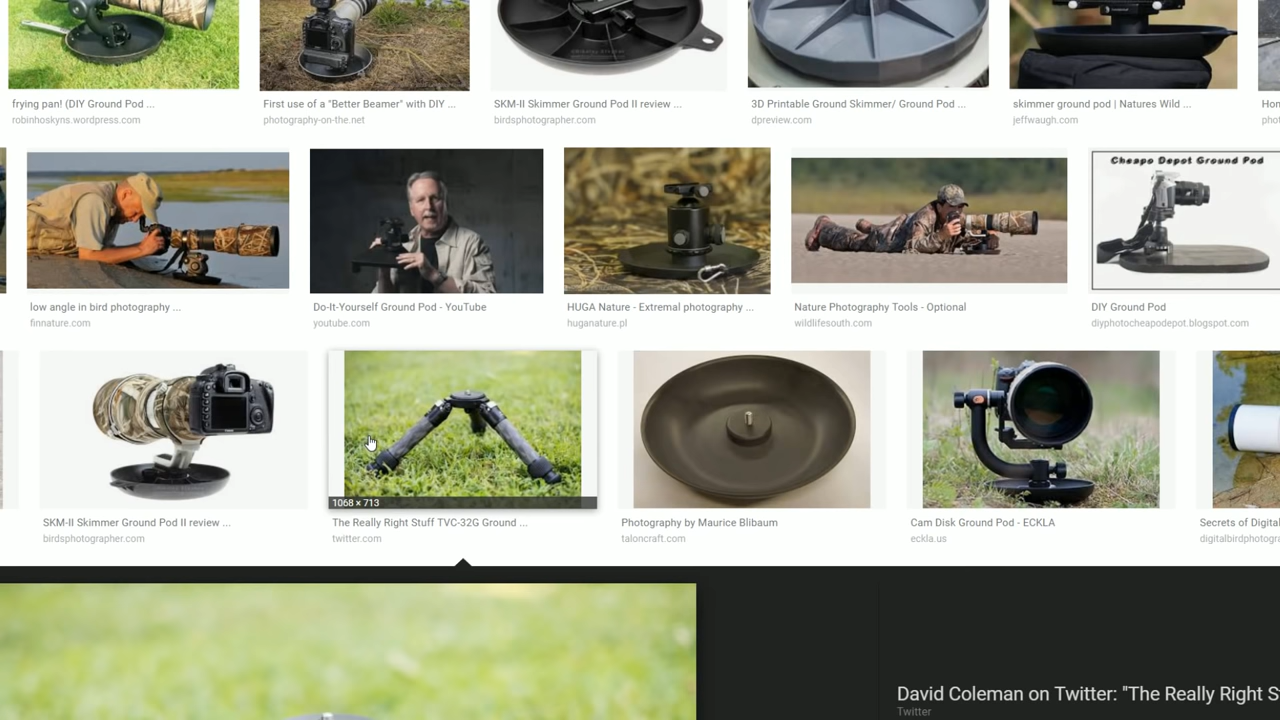 frying pan! (DIY Ground Pod ...
robinhoskyns.wordpress.com
First use of a "Better Beamer" with DIY ...
photography-on-the.net
SKM-II Skimmer Ground Pod II review ...
birdsphotographer.com
3D Printable Ground Skimmer/ Ground Pod ...
dpreview.com
skimmer ground pod | Natures Wild ...
jeffwaugh.com
Hon
phot
Cheapo Depot Ground Pod
low angle in bird photography ...
finnature.com
Do-It-Yourself Ground Pod - YouTube
youtube.com
HUGA Nature - Extremal photography ...
huganature.pl
Nature Photography Tools - Optional
wildlifesouth.com
DIY Ground Pod
diyphotocheapodepot.blogspot.com
1068 × 713
SKM-II Skimmer Ground Pod II review ...
birdsphotographer.com
The Really Right Stuff TVC-32G Ground ...
twitter.com
Photography by Maurice Blibaum
taloncraft.com
Cam Disk Ground Pod - ECKLA
eckla.us
Secrets of Digital
digitalbirdphotogra
David Coleman on Twitter: "The Really Right S
Twitter